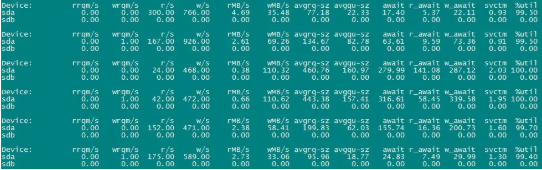 Device: rrqm/s wrqm/s r/s w/s rMB/s wMB/s avgrq-sz avgqu-sz await r_await w_await svctm %util
sda 0.00 0.00 300.00 766.00 4.69 35.48 77.18 22.33 17.40 5.37 22.11 0.93 99.50
sdb 0.00 0.00 0.00 0.00 0.00 0.00 0.00 0.00 0.00 0.00 0.00 0.00 0.00
Device: rrqm/s wrqm/s r/s w/s rMB/s wMB/s avgrq-sz avgqu-sz await r_await w_await svctm %util
sda 0.00 1.00 167.00 926.00 2.61 69.26 134.67 82.78 63.61 9.59 73.36 0.91 99.50
sdb 0.00 0.00 0.00 0.00 0.00 0.00 0.00 0.00 0.00 0.00 0.00 0.00 0.00
Device: rrqm/s wrqm/s r/s w/s rMB/s wMB/s avgrq-sz avgqu-sz await r_await w_await svctm %util
sda 0.00 0.00 24.00 468.00 0.38 110.32 460.76 160.97 279.99 141.08 287.12 2.03 100.00
sdb 0.00 0.00 0.00 0.00 0.00 0.00 0.00 0.00 0.00 0.00 0.00 0.00 0.00
Device: rrqm/s wrqm/s r/s w/s rMB/s wMB/s avgrq-sz avgqu-sz await r_await w_await svctm %util
sda 0.00 1.00 42.00 472.00 0.66 110.62 443.38 157.41 316.61 58.45 339.58 1.95 100.00
sdb 0.00 0.00 0.00 0.00 0.00 0.00 0.00 0.00 0.00 0.00 0.00 0.00 0.00
Device: rrqm/s wrqm/s r/s w/s rMB/s wMB/s avgrq-sz avgqu-sz await r_await w_await svctm %util
sda 0.00 0.00 152.00 471.00 2.38 58.41 199.83 62.03 155.74 16.36 200.73 1.60 99.70
sdb 0.00 0.00 0.00 0.00 0.00 0.00 0.00 0.00 0.00 0.00 0.00 0.00 0.00
Device: rrqm/s wrqm/s r/s w/s rMB/s wMB/s avgrq-sz avgqu-sz await r_await w_await svctm %util
sda 0.00 1.00 175.00 589.00 2.73 33.06 95.96 18.77 24.83 7.49 29.99 1.30 99.40
sdb 0.00 0.00 0.00 0.00 0.00 0.00 0.00 0.00 0.00 0.00 0.00 0.00 0.00